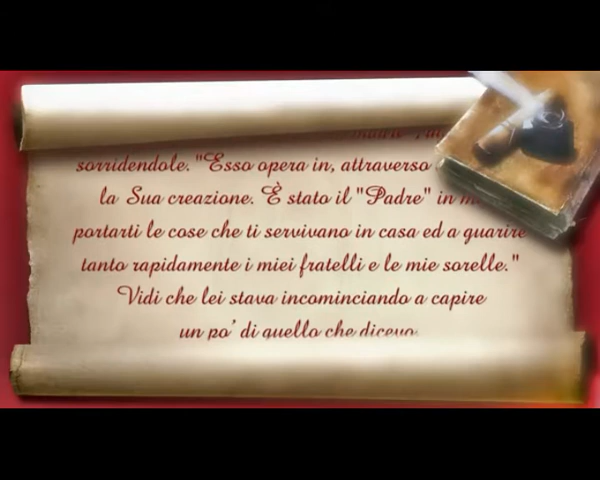 sorridendole. "Esso opera in, attraverso
la Sua creazione. È stato il "Padre" in
portarti le cose che ti servivano in casa ed a guarire
tanto rapidamente i miei fratelli e le mie sorelle."
Vidi che lei stava incominciando a capire
un po' di quello che dicevo.